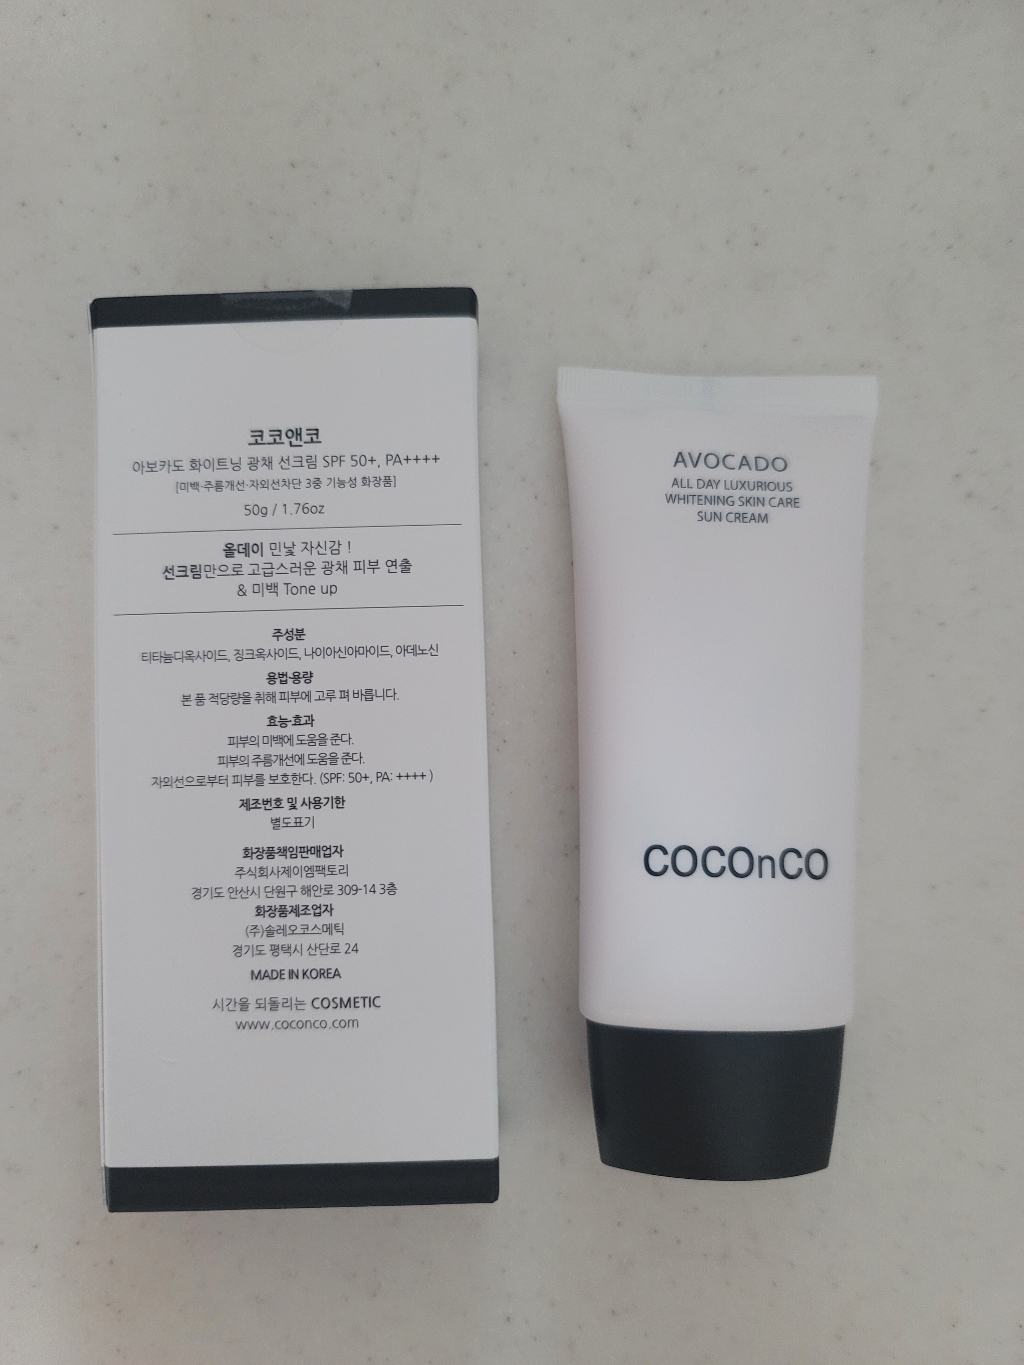 코코앤코
아보카도 화이트닝 광채 선크림 SPF 50+, PA++++
[미백·주름개선·자외선차단 3중 기능성 화장품]
50g / 1.76oz
올데이 민낯 자신감 !
선크림만으로 고급스러운 광채 피부 연출
& 미백 Tone up
주성분
티타늄디옥사이드, 징크옥사이드, 나이아신아마이드, 아데노신
용법·용량
본 품 적당량을 취해 피부에 고루 펴 바릅니다.
효능·효과
피부의 미백에 도움을 준다.
피부의 주름개선에 도움을 준다.
자외선으로부터 피부를 보호한다. (SPF: 50+, PA: ++++ )
제조번호 및 사용기한
별도표기
화장품책임판매업자
주식회사제이엠팩토리
경기도 안산시 단원구 해안로 309-14 3층
화장품제조업자
(주)솔레오코스메틱
경기도 평택시 산단로 24
MADE IN KOREA
시간을 되돌리는 COSMETIC
www.coconco.com
AVOCADO
ALL DAY LUXURIOUS
WHITENING SKIN CARE
SUN CREAM
COCOnCO